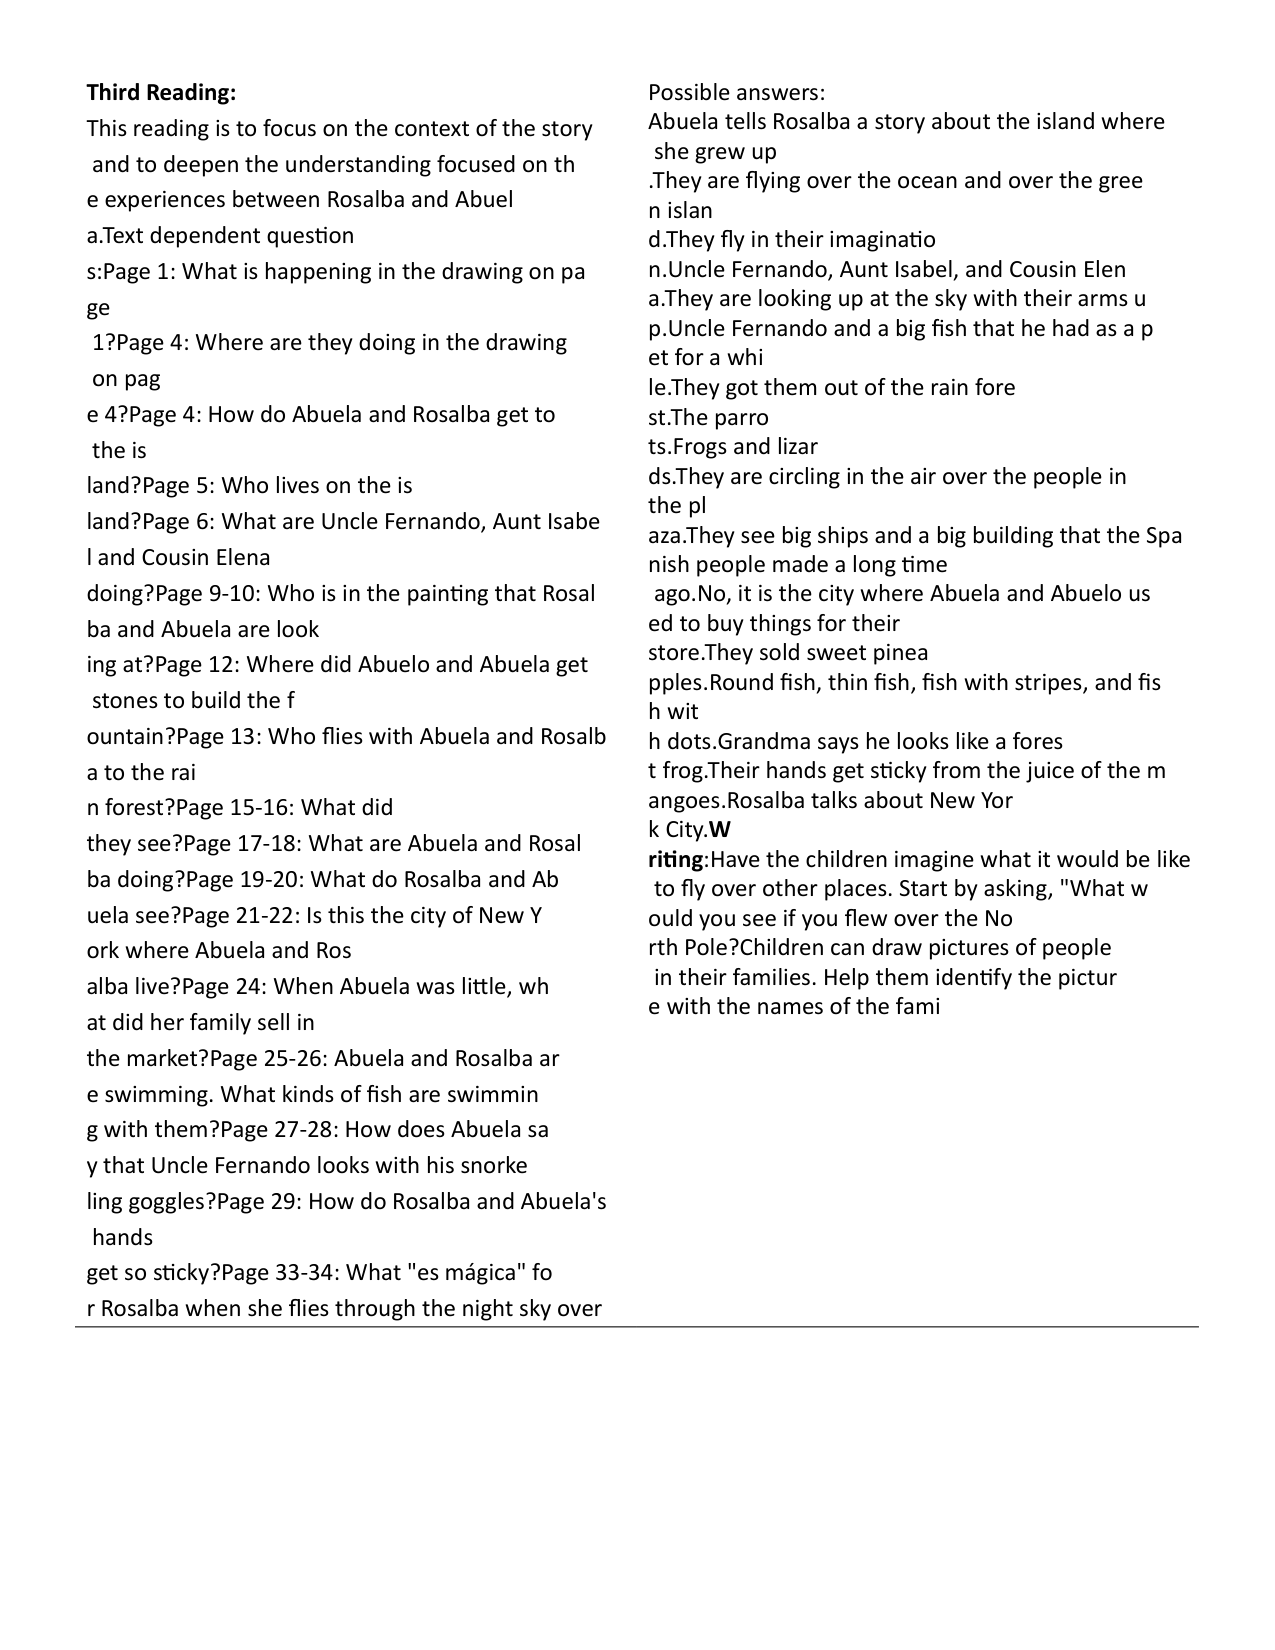 Third Reading:
This reading is to focus on the context of the story
and to deepen the understanding focused on th
e experiences between Rosalba and Abuel
a.Text dependent question
s:Page 1: What is happening in the drawing on pa
ge
1?Page 4: Where are they doing in the drawing
on pag
e 4?Page 4: How do Abuela and Rosalba get to
the is
land?Page 5: Who lives on the is
land?Page 6: What are Uncle Fernando, Aunt Isabe
l and Cousin Elena
doing?Page 9-10: Who is in the painting that Rosal
ba and Abuela are look
ing at?Page 12: Where did Abuelo and Abuela get
stones to build the f
ountain?Page 13: Who flies with Abuela and Rosalb
a to the rai
n forest?Page 15-16: What did
they see?Page 17-18: What are Abuela and Rosal
ba doing?Page 19-20: What do Rosalba and Ab
uela see?Page 21-22: Is this the city of New Y
ork where Abuela and Ros
alba live?Page 24: When Abuela was little, wh
at did her family sell in
the market?Page 25-26: Abuela and Rosalba ar
e swimming. What kinds of fish are swimmin
g with them?Page 27-28: How does Abuela sa
y that Uncle Fernando looks with his snorke
ling goggles?Page 29: How do Rosalba and Abuela's
hands
get so sticky?Page 33-34: What "es mágica" fo
r Rosalba when she flies through the night sky over
Possible answers:
Abuela tells Rosalba a story about the island where
she grew up
.They are flying over the ocean and over the gree
n islan
d.They fly in their imaginatio
n.Uncle Fernando, Aunt Isabel, and Cousin Elen
a.They are looking up at the sky with their arms u
p.Uncle Fernando and a big fish that he had as a p
et for a whi
le.They got them out of the rain fore
st.The parro
ts.Frogs and lizar
ds.They are circling in the air over the people in
the pl
aza.They see big ships and a big building that the Spa
nish people made a long time
ago.No, it is the city where Abuela and Abuelo us
ed to buy things for their
store.They sold sweet pinea
pples.Round fish, thin fish, fish with stripes, and fis
h wit
h dots.Grandma says he looks like a fores
t frog.Their hands get sticky from the juice of the m
angoes.Rosalba talks about New Yor
k City.W
riting:Have the children imagine what it would be like
to fly over other places. Start by asking, "What w
ould you see if you flew over the No
rth Pole?Children can draw pictures of people
in their families. Help them identify the pictur
e with the names of the fami